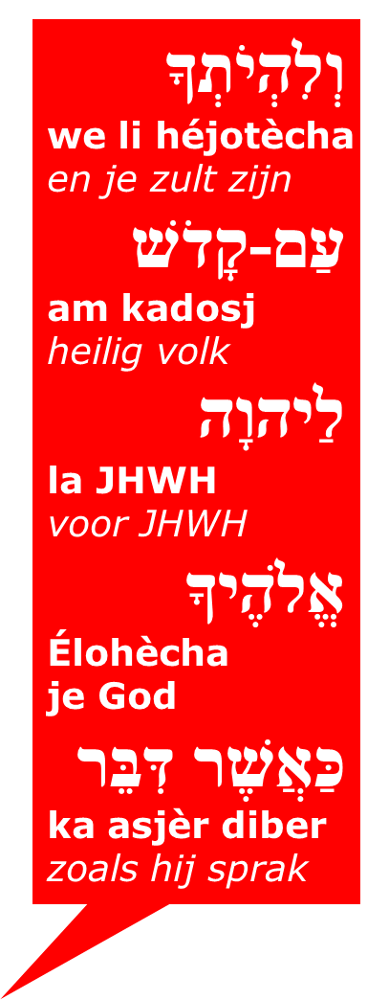 וְלִהְיֹתְךָ
we li héjotècha
en je zult zijn
עַם-קָדֹשׁ
am kadosj
heilig volk
לַיהוָה
la JHWH
voor JHWH
אֱלֹהֶיךָ
Élohècha
je God
כַּאֲשֶׁר דִּבֵּר
ka asjèr diber
zoals hij sprak